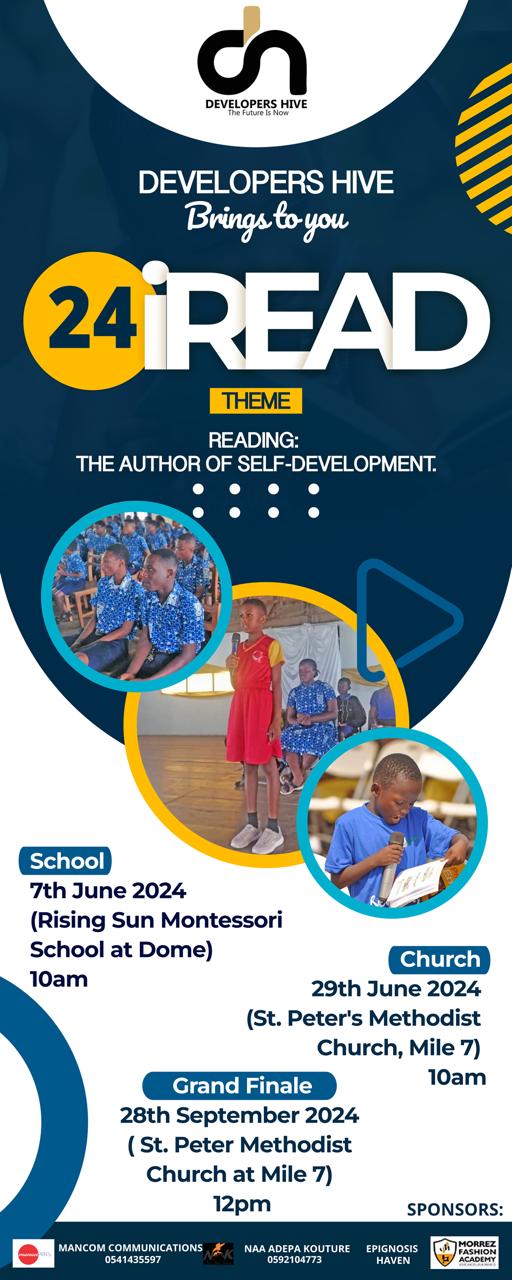 DEVELOPERS HIVE
The Future Is Now
DEVELOPERS HIVE
Brings to you
24 iREAD
THEME
READING:
THE AUTHOR OF SELF-DEVELOPMENT.
School
7th June 2024
(Rising Sun Montessori
School at Dome)
10am
Church
29th June 2024
(St. Peter's Methodist
Church, Mile 7)
10am
Grand Finale
28th September 2024
( St. Peter Methodist
Church at Mile 7)
12pm
SPONSORS:
MANCOM COMMUNICATIONS
0541435597
NAA ADEPA KOUTURE
0592104773
EPIGNOSIS
HAVEN
MORREZ
FASHION
ACADEMY